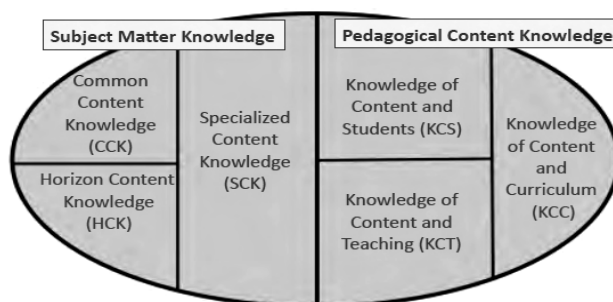 Subject Matter Knowledge
Pedagogical Content Knowledge
Common
Content
Knowledge
(CCK)
Horizon Content
Knowledge
(HCK)
Specialized
Content
Knowledge
(SCK)
Knowledge of
Content and
Students (KCS)
Knowledge of
Content and
Teaching (KCT)
Knowledge
of Content
and
Curriculum
(KCC)